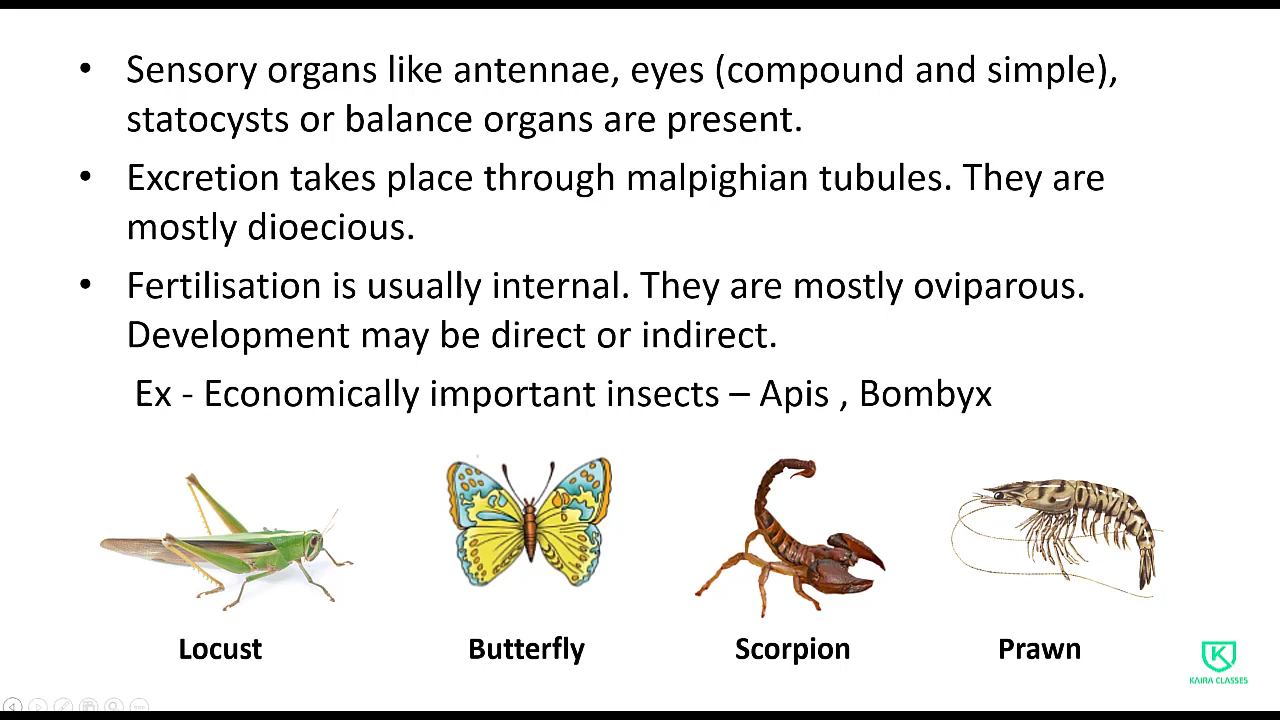 • Sensory organs like antennae, eyes (compound and simple),
statocysts or balance organs are present.
• Excretion takes place through malpighian tubules. They are
mostly dioecious.
• Fertilisation is usually internal. They are mostly oviparous.
Development may be direct or indirect.
Ex - Economically important insects – Apis , Bombyx
Locust
Butterfly
Scorpion
Prawn
KAIRA CLASSES